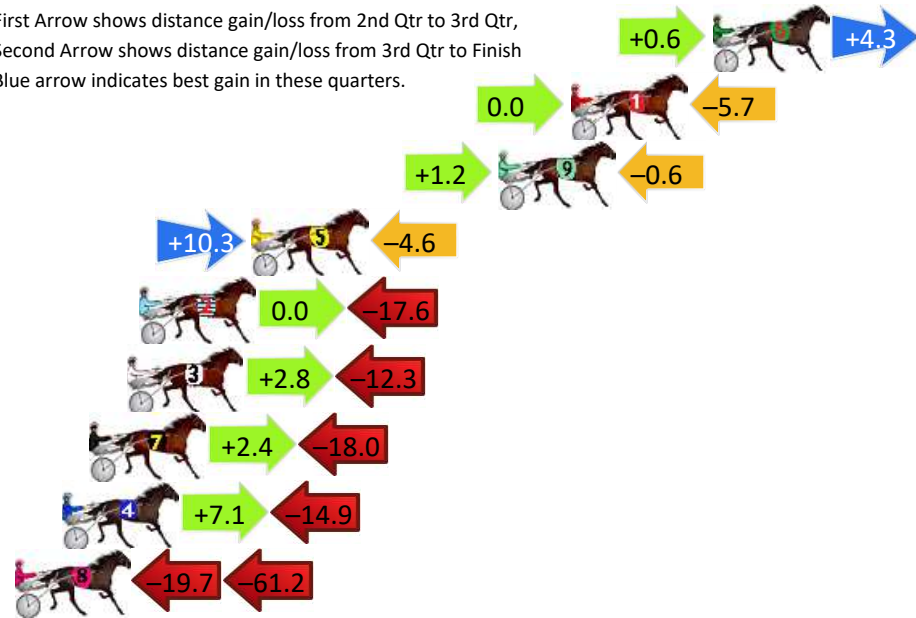 First Arrow shows distance gain/loss from 2nd Qtr to 3rd Qtr,
Second Arrow shows distance gain/loss from 3rd Qtr to Finish
Blue arrow indicates best gain in these quarters.
+0.6 6 +4.3
0.0 1 –5.7
+1.2 9 –0.6
+10.3 5 –4.6
2 0.0 –17.6
3 +2.8 –12.3
7 +2.4 –18.0
4 +7.1 –14.9
8 –19.7 –61.2